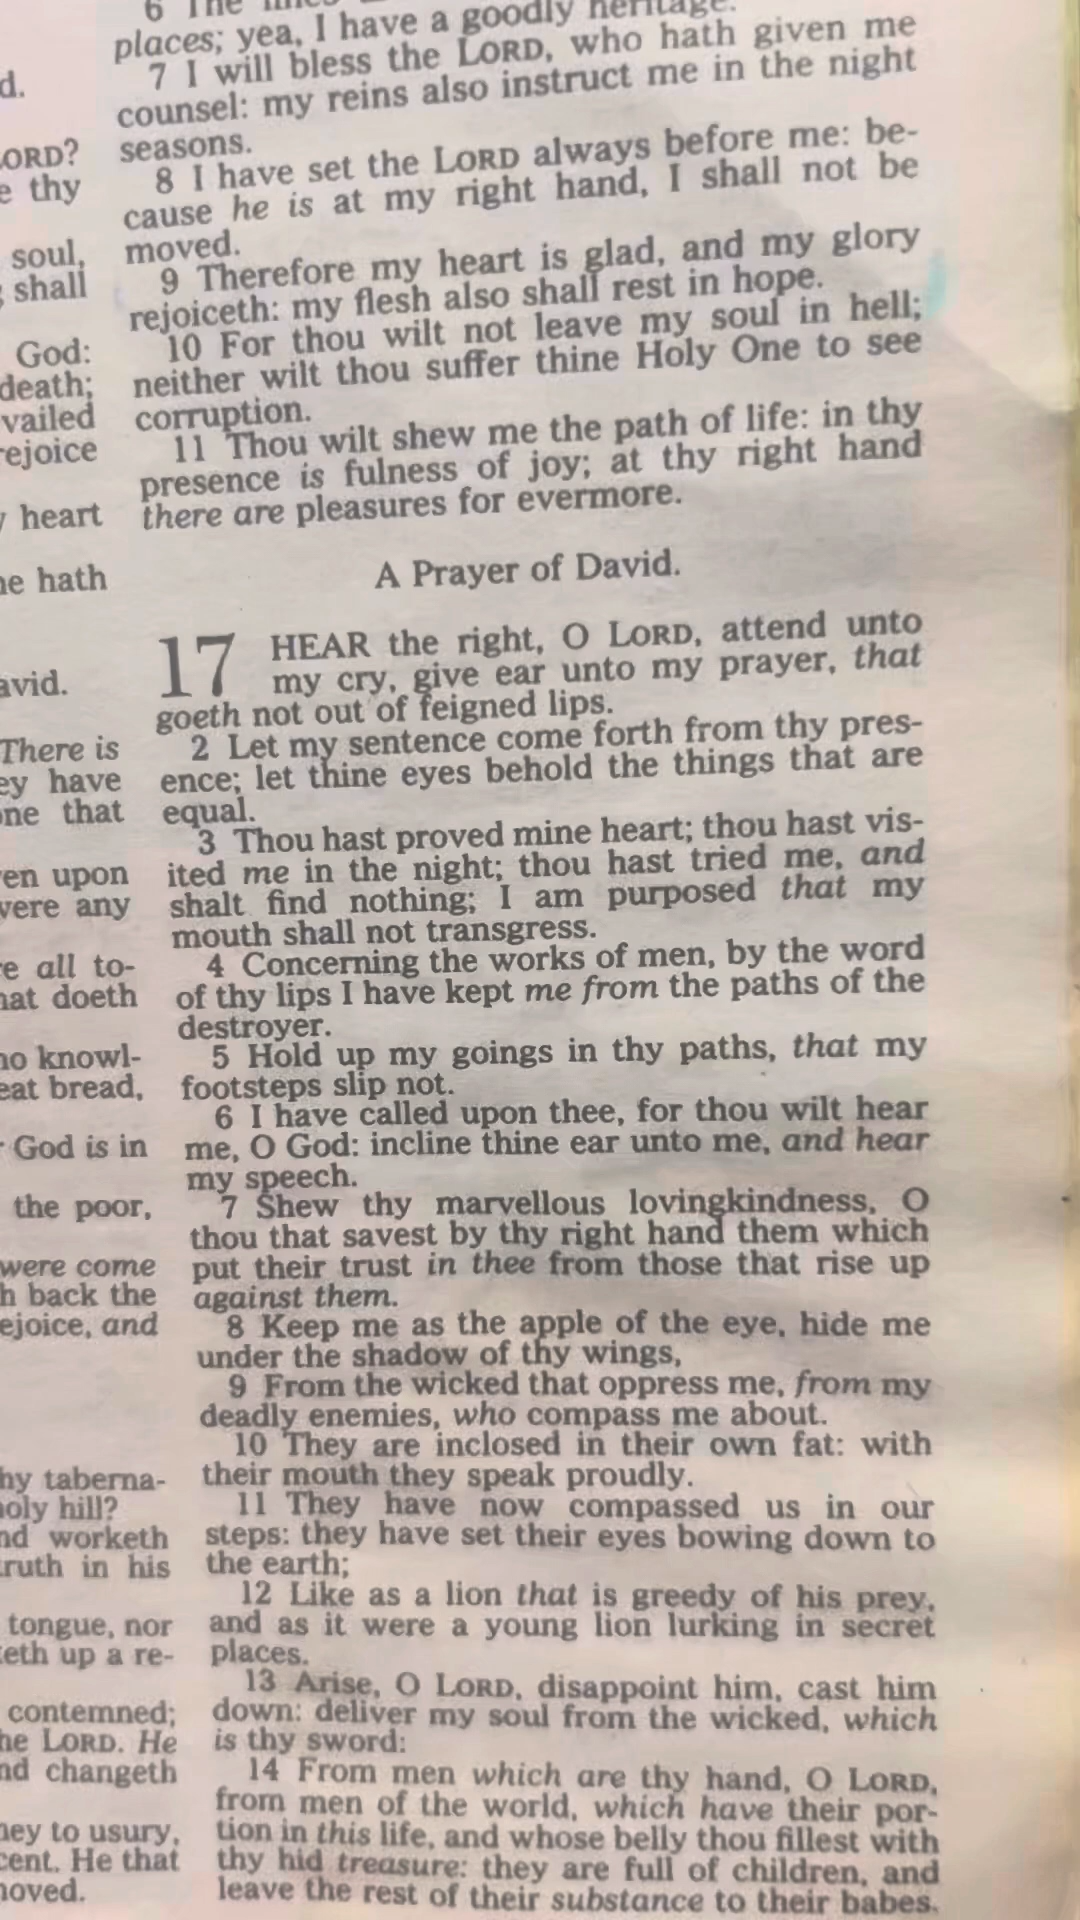 d.
LORD?
e thy
soul,
shall
God:
death;
vailed
rejoice
heart
he hath
avid.
There is
ey have
one that
en upon
were any
e all to-
hat doeth
no knowl-
eat bread,
God is in
the poor,
were come
h back the
ejoice, and
hy taberna-
holy hill?
nd worketh
truth in his
tongue, nor
eth up a re-
contemned;
he LORD. He
nd changeth
ney to usury,
cent. He that
moved.
6 The
places; yea, I have a goodly heritage.
7 I will bless the LORD, who hath given me
counsel: my reins also instruct me in the night
seasons.
8 I have set the LORD always before me: be-
cause he is at my right hand, I shall not be
moved.
9 Therefore my heart is glad, and my glory
rejoiceth: my flesh also shall rest in hope.
10 For thou wilt not leave my soul in hell;
neither wilt thou suffer thine Holy One to see
corruption.
11 Thou wilt shew me the path of life: in thy
presence is fulness of joy; at thy right hand
there are pleasures for evermore.
A Prayer of David.
17 HEAR the right, O LORD, attend unto
my cry, give ear unto my prayer, that
goeth not out of feigned lips.
2 Let my sentence come forth from thy pres-
ence; let thine eyes behold the things that are
equal.
3 Thou hast proved mine heart; thou hast vis-
ited me in the night; thou hast tried me, and
shalt find nothing; I am purposed that my
mouth shall not transgress.
4 Concerning the works of men, by the word
of thy lips I have kept me from the paths of the
destroyer.
5 Hold up my goings in thy paths, that my
footsteps slip not.
6 I have called upon thee, for thou wilt hear
me, O God: incline thine ear unto me, and hear
my speech.
7 Shew thy marvellous lovingkindness, O
thou that savest by thy right hand them which
put their trust in thee from those that rise up
against them.
8 Keep me as the apple of the eye, hide me
under the shadow of thy wings,
9 From the wicked that oppress me, from my
deadly enemies, who compass me about.
10 They are inclosed in their own fat: with
their mouth they speak proudly.
11 They have now compassed us in our
steps: they have set their eyes bowing down to
the earth;
12 Like as a lion that is greedy of his prey,
and as it were a young lion lurking in secret
places.
13 Arise, O LORD, disappoint him, cast him
down: deliver my soul from the wicked, which
is thy sword:
14 From men which are thy hand, O LORD,
from men of the world, which have their por-
tion in this life, and whose belly thou fillest with
thy hid treasure: they are full of children, and
leave the rest of their substance to their babes.